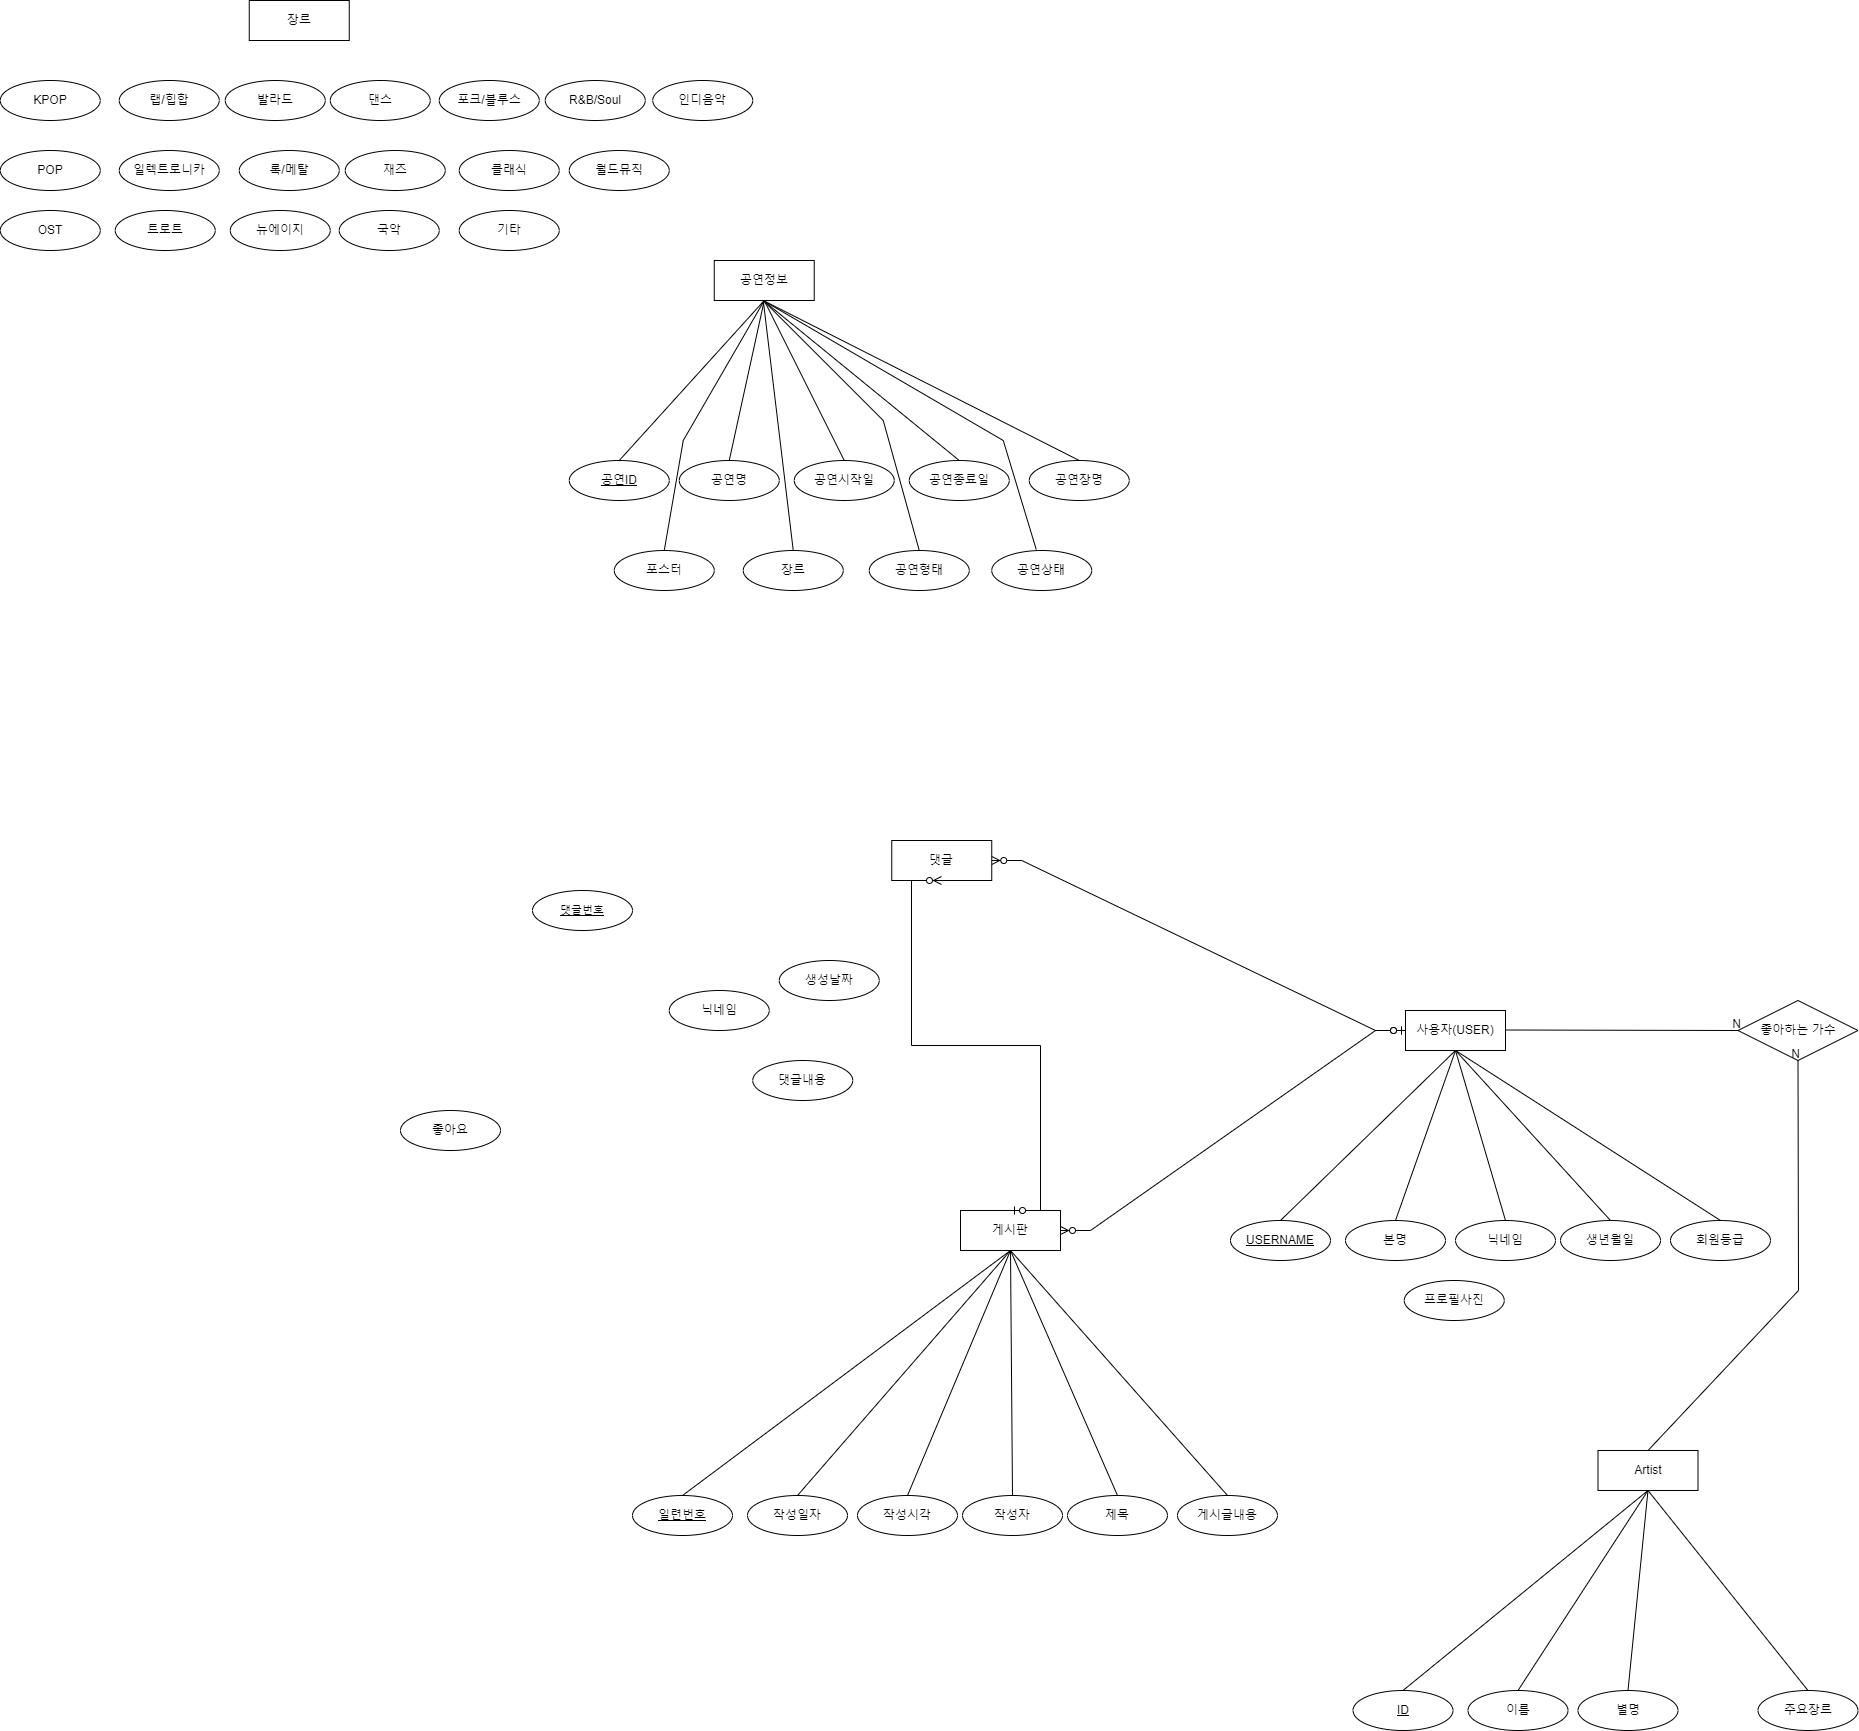 장르
KPOP
랩/힙합
발라드
댄스
포크/블루스
R&B/Soul
인디음악
POP
일렉트로니카
록/메탈
재즈
클래식
월드뮤직
OST
트로트
뉴에이지
국악
기타
공연정보
공연ID
공연명
공연시작일
공연종료일
공연장명
포스터
장르
공연형태
공연상태
댓글
댓글번호
생성날짜
닉네임
댓글내용
좋아요
사용자(USER)
N
좋아하는 가수
N
게시판
USERNAME
본명
닉네임
생년월일
회원등급
프로필사진
일련번호
작성일자
작성시각
작성자
제목
게시글내용
Artist
ID
이름
별명
주요장르